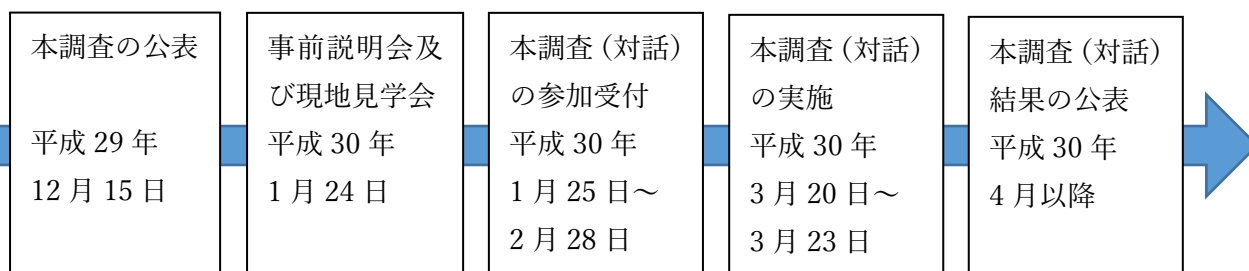 本調査の公表
平成 29 年
12 月 15 日
事前説明会及
び現地見学会
平成 30 年
1 月 24 日
本調査（対話）
の参加受付
平成 30 年
1 月 25 日～
2 月 28 日
本調査（対話）
の実施
平成 30 年
3 月 20 日～
3 月 23 日
本調査（対話）
結果の公表
平成 30 年
4 月以降